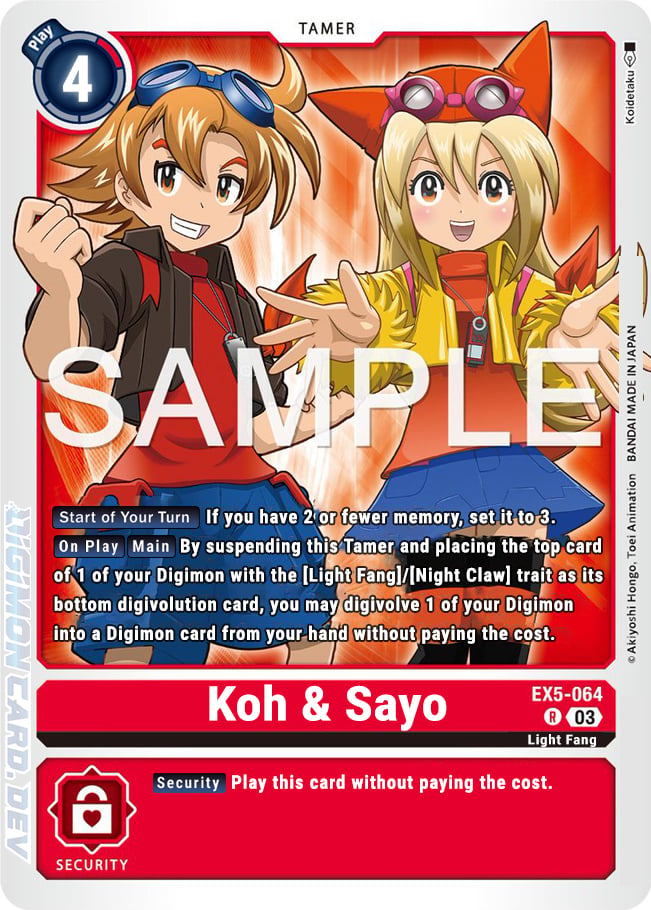 TAMER
Play
4
Koidetaku
SAMPLE
Start of Your Turn If you have 2 or fewer memory, set it to 3.
On Play Main By suspending this Tamer and placing the top card
of 1 of your Digimon with the [Light Fang]/[Night Claw] trait as its
bottom digivolution card, you may digivolve 1 of your Digimon
into a Digimon card from your hand without paying the cost.
© Akiyoshi Hongo, Toei Animation BANDAI MADE IN JAPAN
DIGIMON CARD.DEV
Koh & Sayo
EX5-064
R 03
Light Fang
Security Play this card without paying the cost.
SECURITY